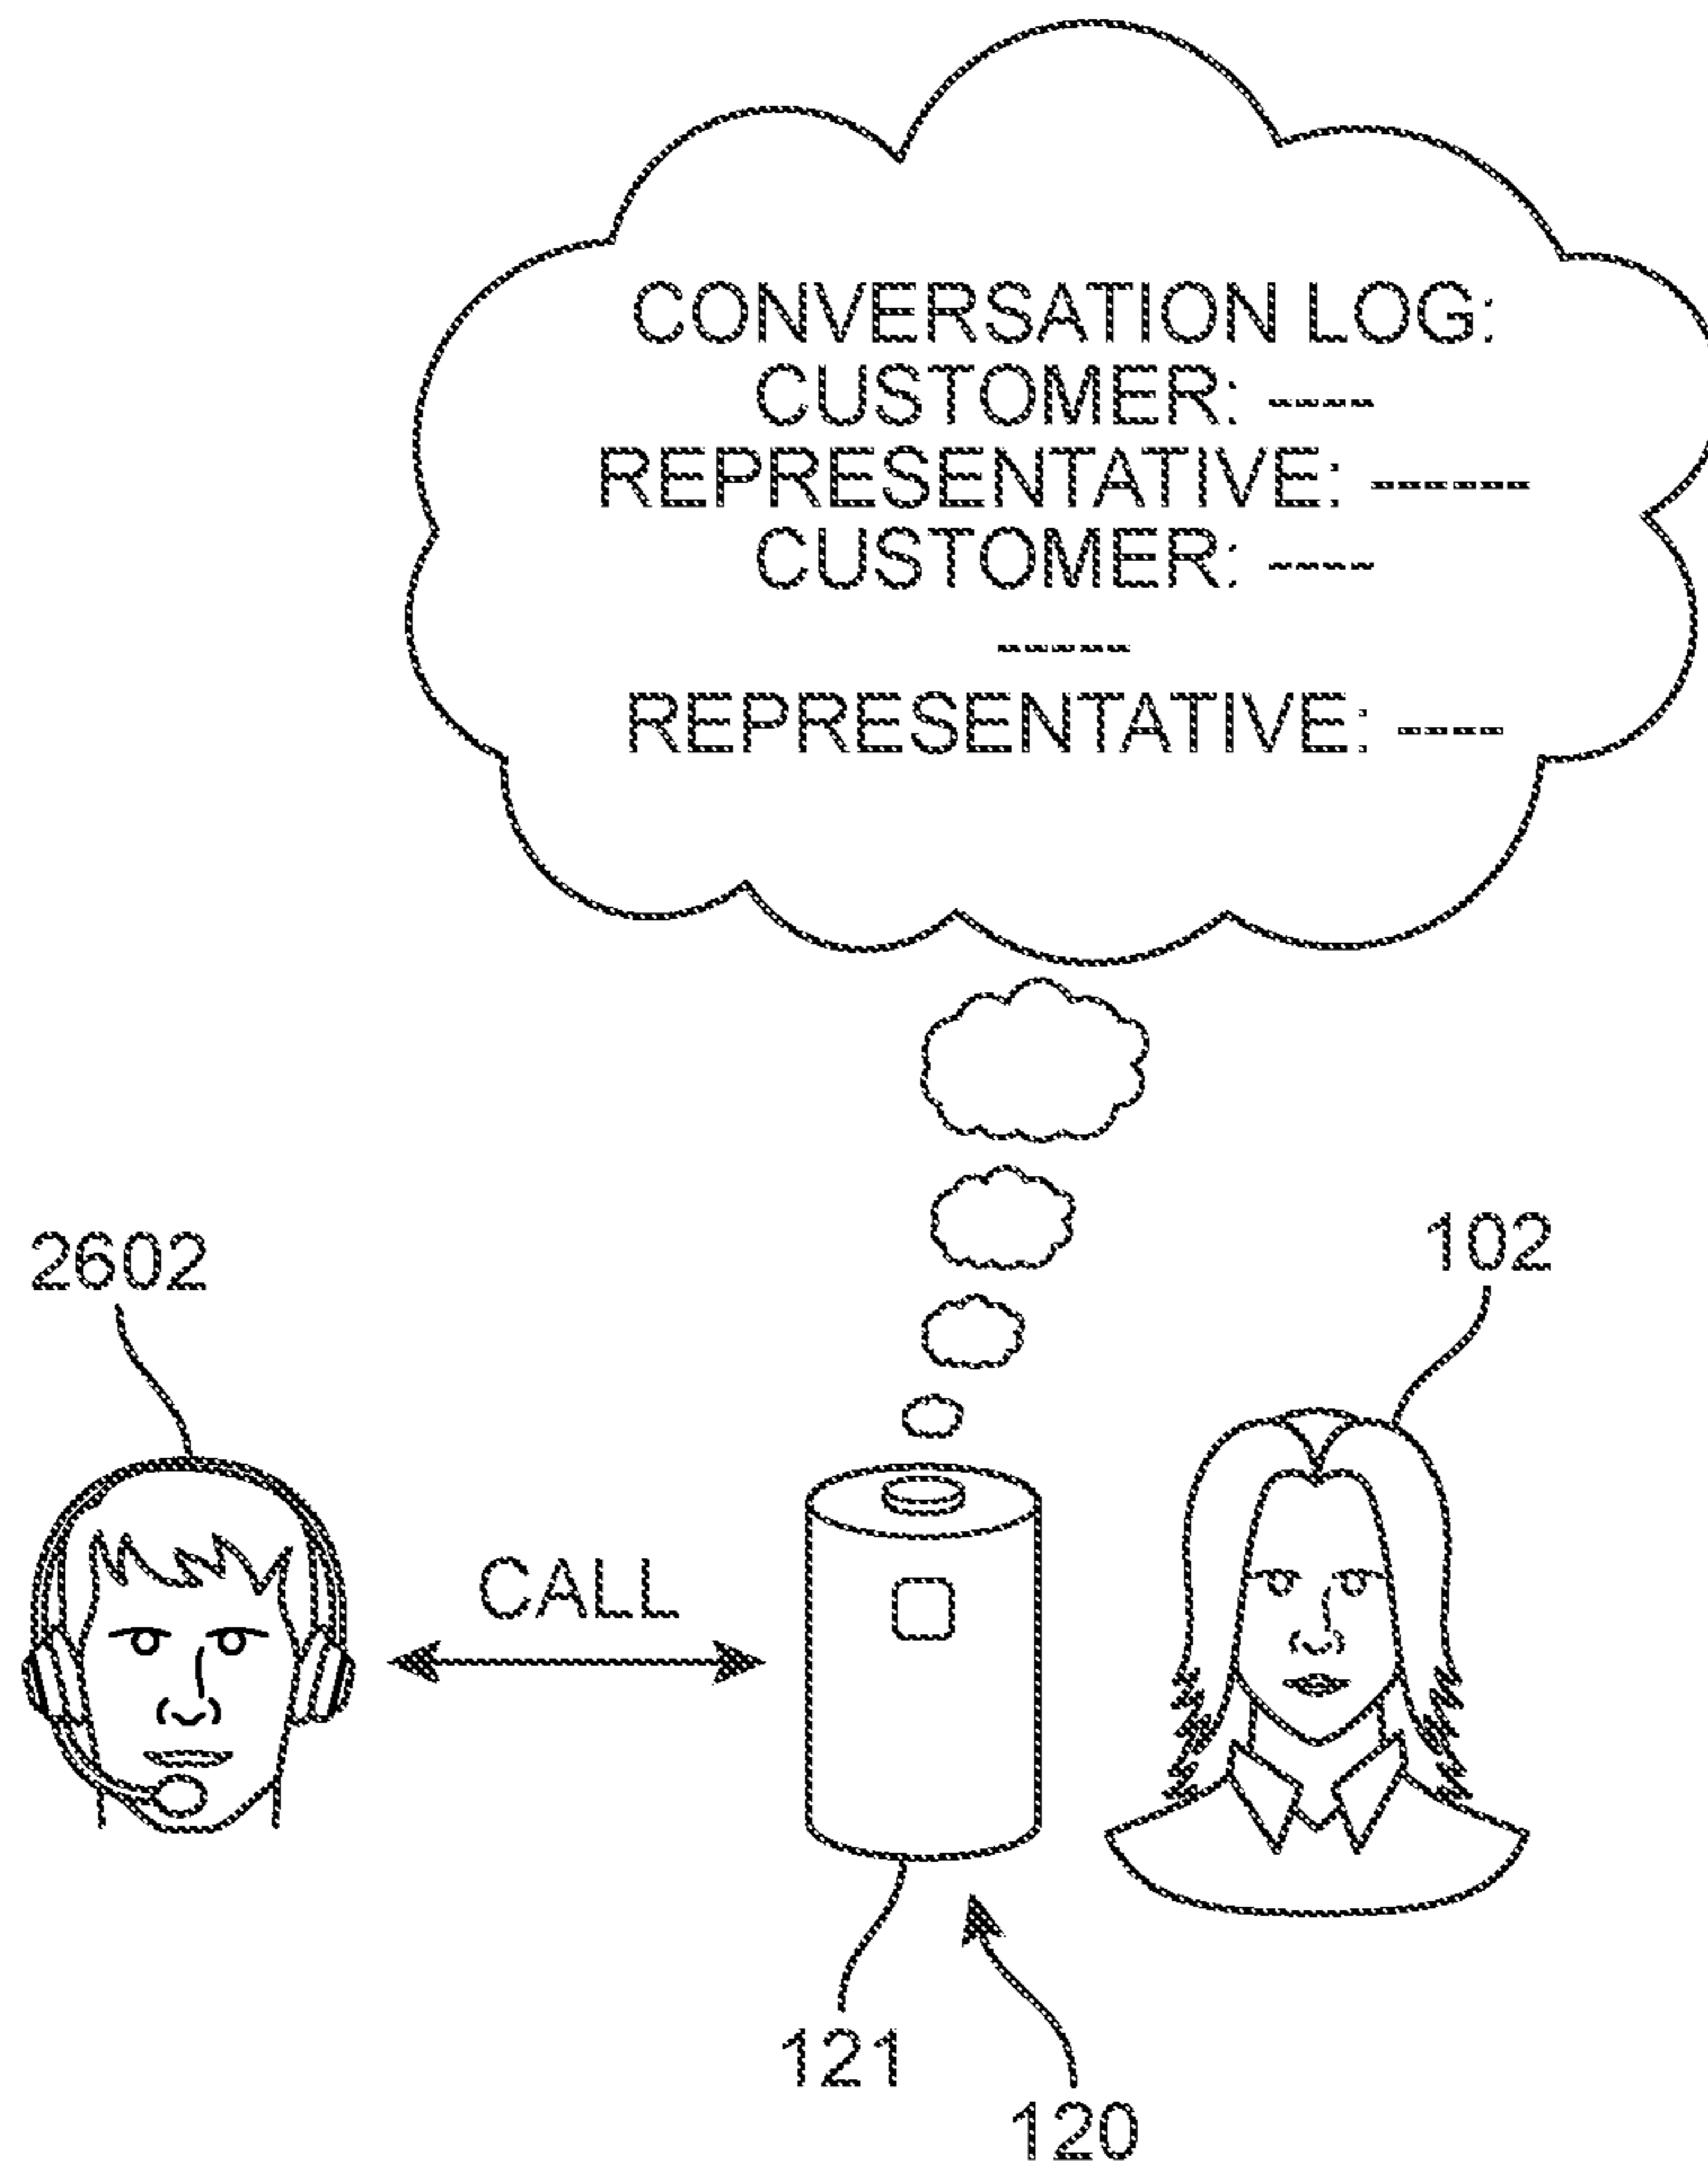 CONVERSATION LOG:
CUSTOMER: ----
REPRESENTATIVE: ------
CUSTOMER: ----
-----
REPRESENTATIVE: ----
2602
102
CALL
121
120